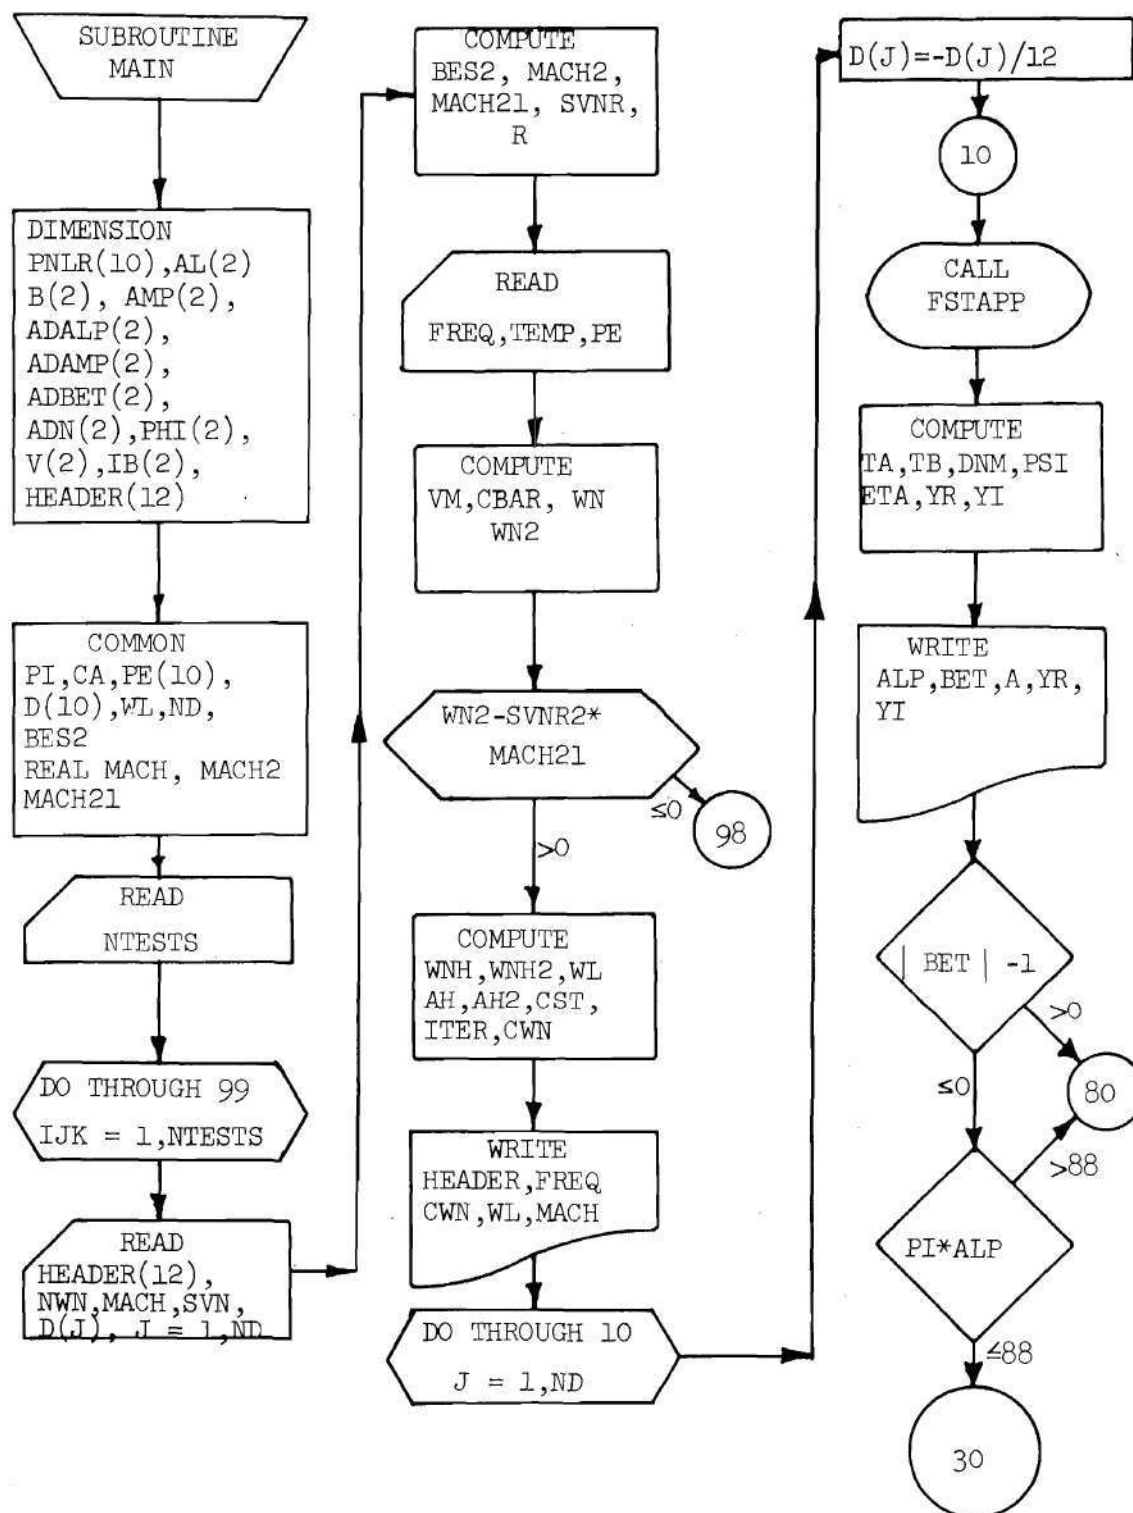 SUBROUTINE
MAIN
DIMENSION
PNLR(10),AL(2)
B(2), AMP(2),
ADALP(2),
ADAMP(2),
ADBET(2),
ADN(2),PHI(2),
V(2),IB(2),
HEADER(12)
COMMON
PI,CA,PE(10),
D(10),WL,ND,
BES2
REAL MACH, MACH2
MACH21
READ
NTESTS
DO THROUGH 99
IJK = 1,NTESTS
READ
HEADER(12),
NWN,MACH,SVN,
D(J), J = 1,ND
COMPUTE
BES2, MACH2,
MACH21, SVNR,
R
READ
FREQ,TEMP,PE
COMPUTE
VM,CBAR, WN
WN2
WN2-SVNR2*
MACH21
≤0
98
>0
COMPUTE
WNH,WNH2,WL
AH,AH2,CST,
ITER,CWN
WRITE
HEADER,FREQ
CWN,WL,MACH
DO THROUGH 10
J = 1,ND
D(J)=-D(J)/12
10
CALL
FSTAPP
COMPUTE
TA,TB,DNM,PSI
ETA,YR,YI
WRITE
ALP,BET,A,YR,
YI
| BET | -1
>0
≤0
80
>88
PI*ALP
≤88
30